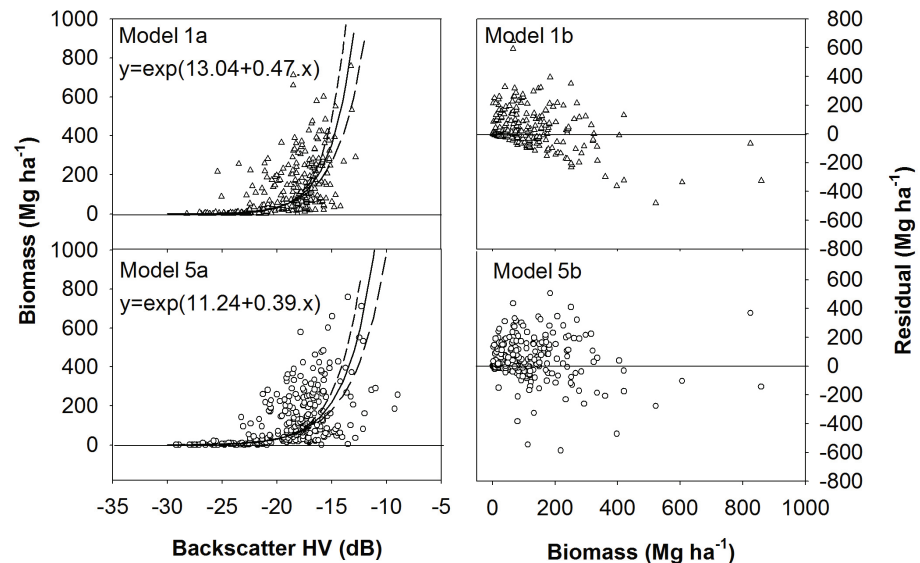 Model 1a
y=exp(13.04+0.47.x)
1000
800
600
400
200
0
Model 1b
800
600
400
200
0
-200
-400
-600
-800
Biomass (Mg ha⁻¹)
Residual (Mg ha⁻¹)
Model 5a
y=exp(11.24+0.39.x)
1000
800
600
400
200
0
Model 5b
800
600
400
200
0
-200
-400
-600
-800
-35 -30 -25 -20 -15 -10 -5
0 200 400 600 800 1000
Backscatter HV (dB)
Biomass (Mg ha⁻¹)